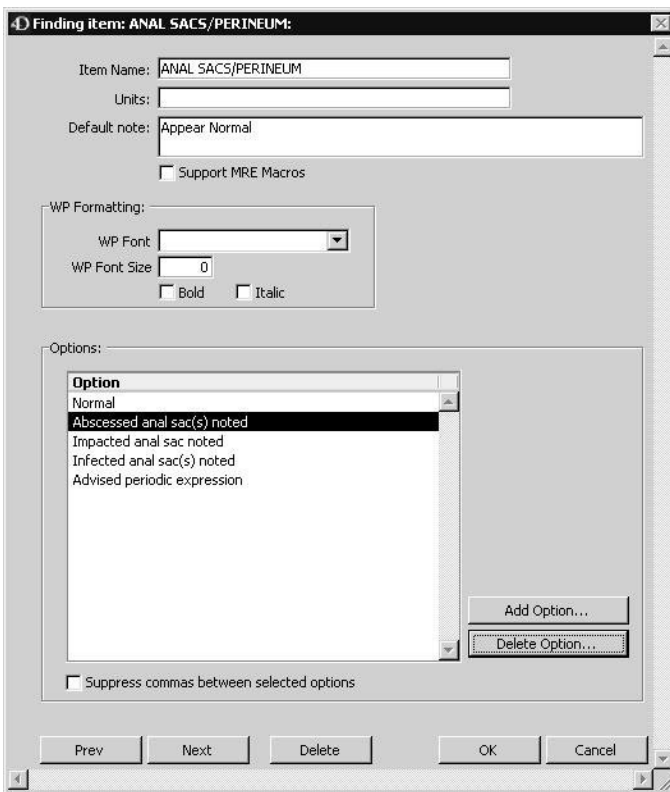 4D Finding item: ANAL SACS/PERINEUM:
Item Name: ANAL SACS/PERINEUM
Units:
Default note: Appear Normal
Support MRE Macros
WP Formatting:
WP Font
WP Font Size 0
Bold Italic
Options:
Option
Normal
Abscessed anal sac(s) noted
Impacted anal sac noted
Infected anal sac(s) noted
Advised periodic expression
Add Option...
Delete Option...
Suppress commas between selected options
Prev Next Delete OK Cancel